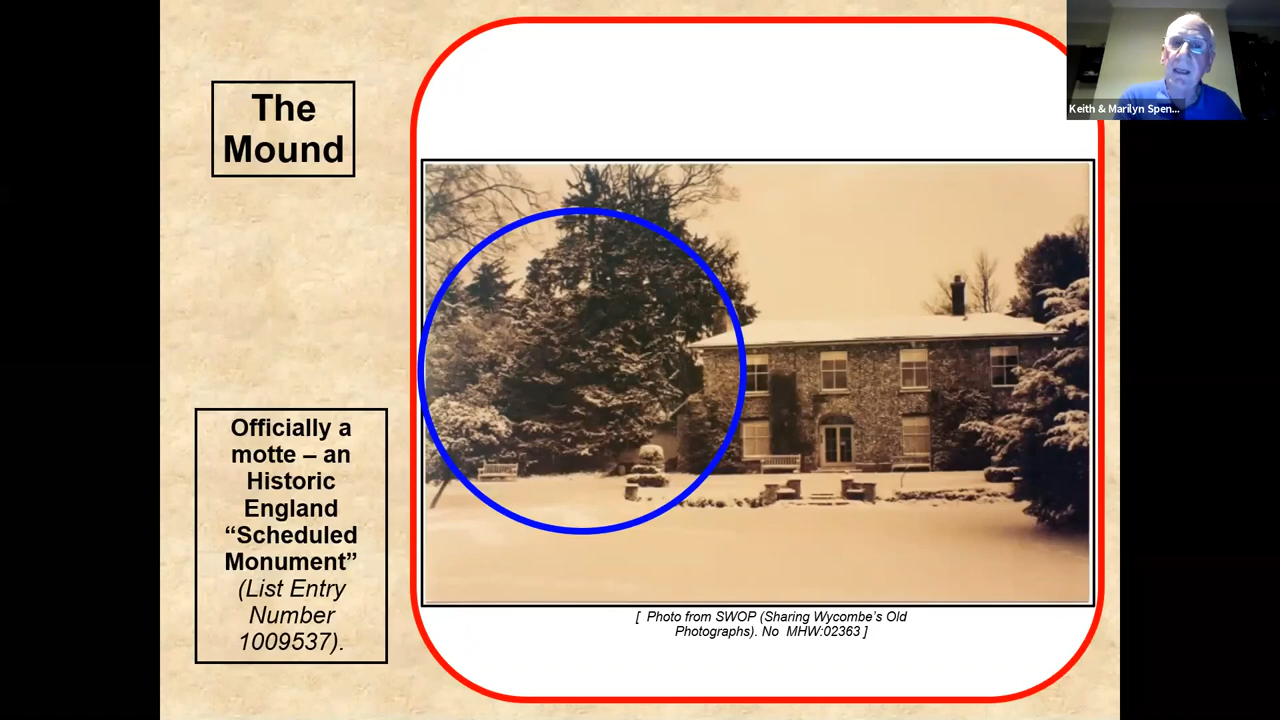 The
Mound
Keith & Marilyn Spen...
Officially a
motte – an
Historic
England
“Scheduled
Monument”
(List Entry
Number
1009537).
[ Photo from SWOP (Sharing Wycombe’s Old
Photographs). No MHW:02363 ]